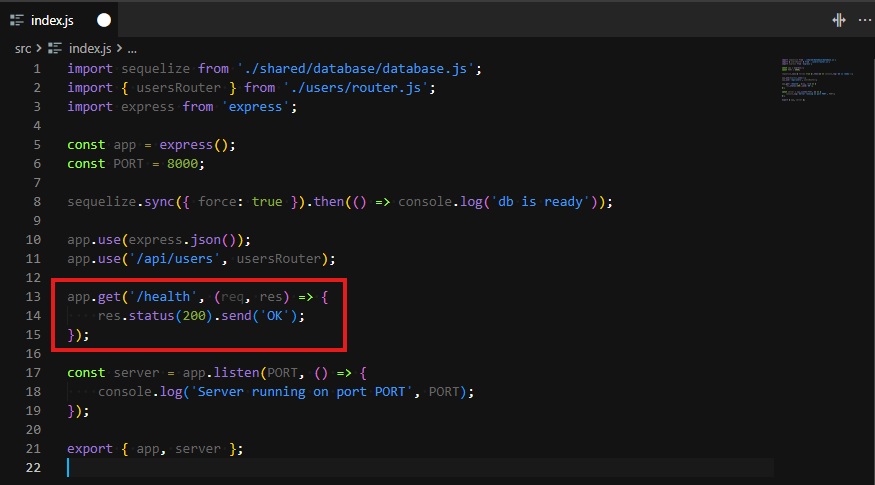 index.js
src > index.js > ...
1 import sequelize from './shared/database/database.js';
2 import { usersRouter } from './users/router.js';
3 import express from 'express';
4
5 const app = express();
6 const PORT = 8000;
7
8 sequelize.sync({ force: true }).then(() => console.log('db is ready'));
9
10 app.use(express.json());
11 app.use('/api/users', usersRouter);
12
13 app.get('/health', (req, res) => {
14     res.status(200).send('OK');
15 });
16
17 const server = app.listen(PORT, () => {
18     console.log('Server running on port PORT', PORT);
19 });
20
21 export { app, server };
22